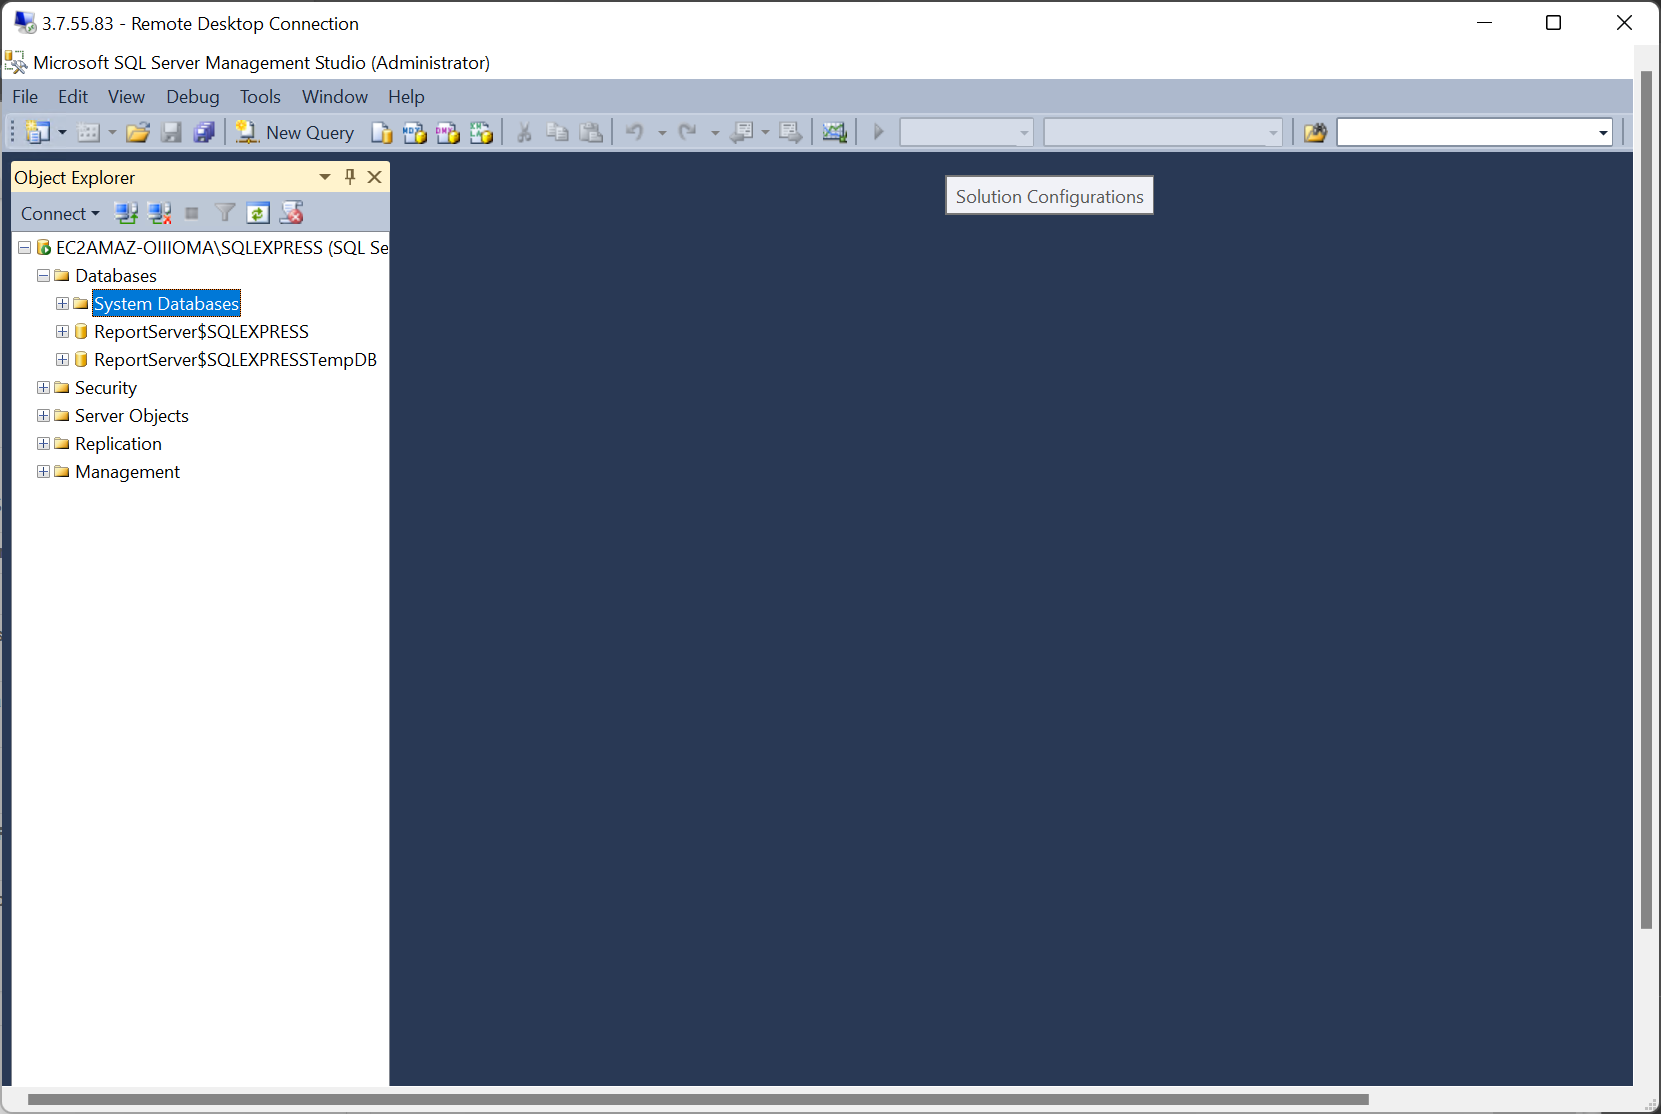 3.7.55.83 - Remote Desktop Connection
Microsoft SQL Server Management Studio (Administrator)
File Edit View Debug Tools Window Help
New Query
Object Explorer
Solution Configurations
Connect
EC2AMAZ-OIIIOMA\SQLEXPRESS (SQL Se
Databases
System Databases
ReportServer$SQLEXPRESS
ReportServer$SQLEXPRESSTempDB
Security
Server Objects
Replication
Management